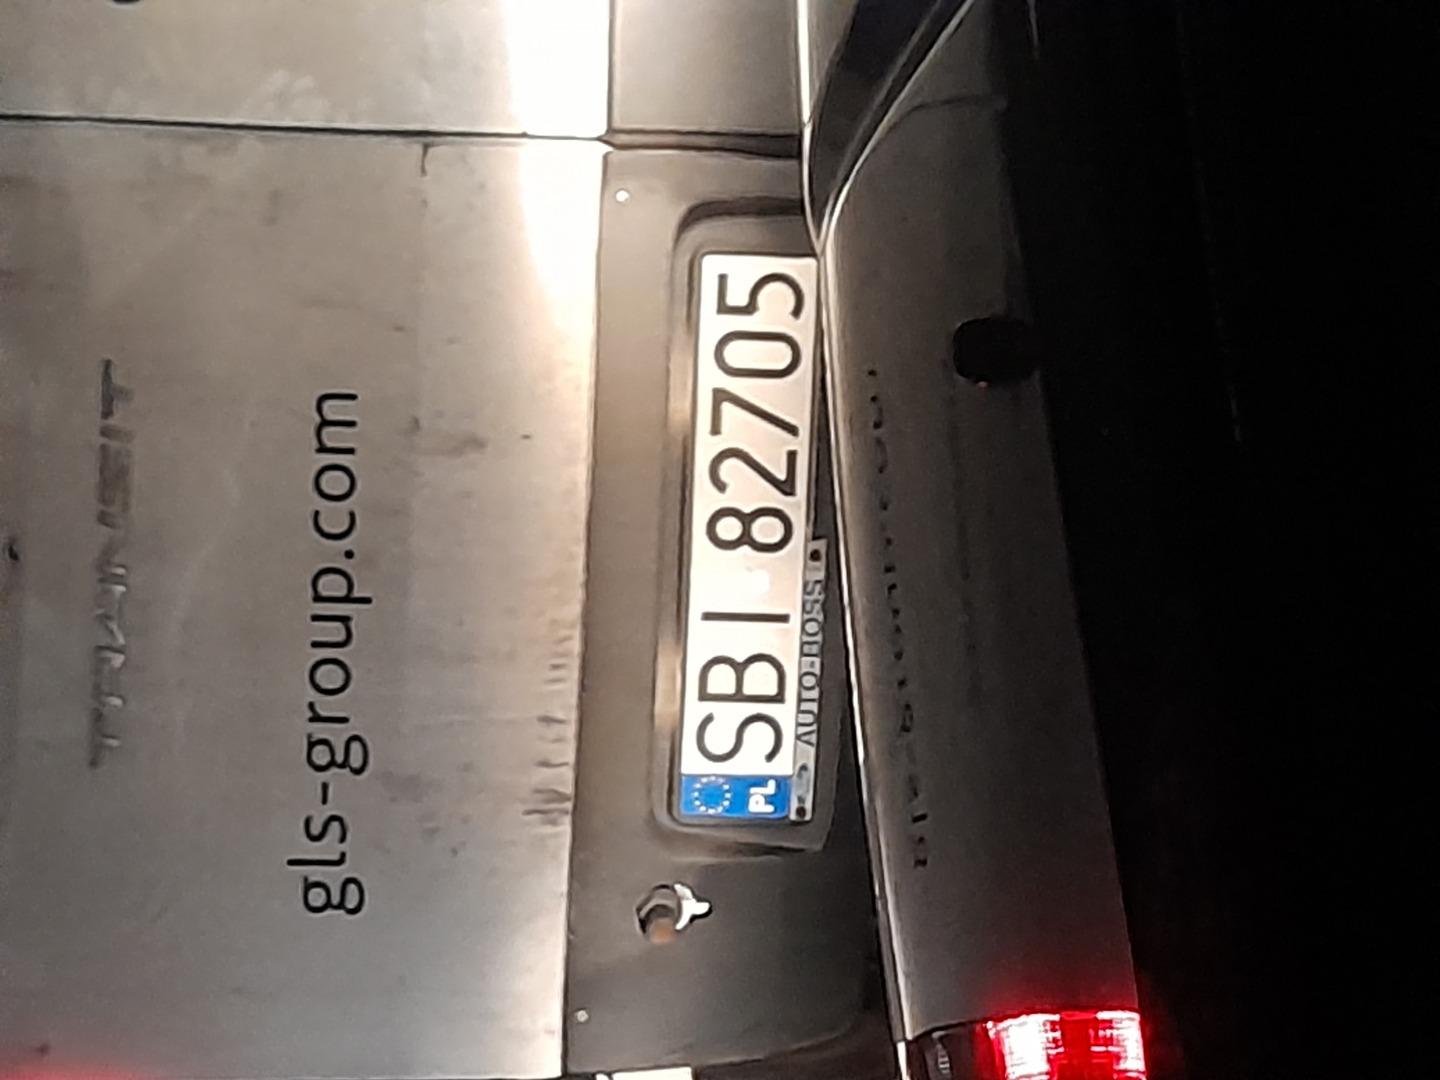 TRANSIT
gls-group.com
PL SBI 82705
AUTO-BOSS